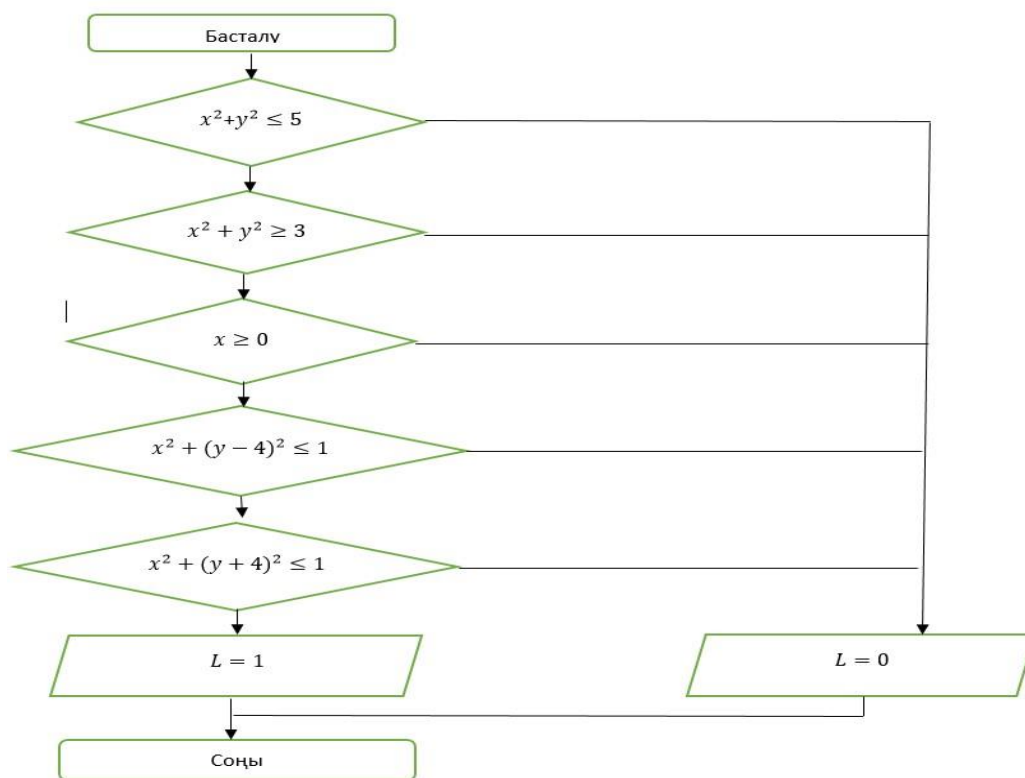 Басталу
x²+y² ≤ 5
x² + y² ≥ 3
x ≥ 0
x² + (y − 4)² ≤ 1
x² + (y + 4)² ≤ 1
L = 1
L = 0
Соңы